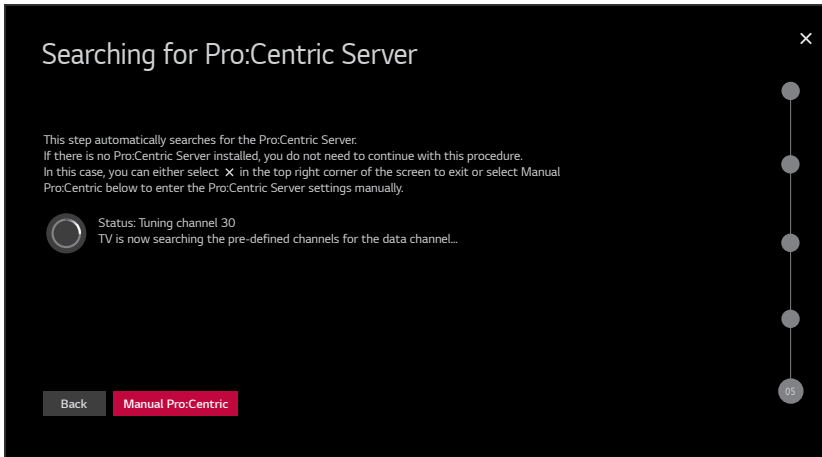 Searching for Pro:Centric Server
This step automatically searches for the Pro:Centric Server.
If there is no Pro:Centric Server installed, you do not need to continue with this procedure.
In this case, you can either select ✕ in the top right corner of the screen to exit or select Manual
Pro:Centric below to enter the Pro:Centric Server settings manually.
Status: Tuning channel 30
TV is now searching the pre-defined channels for the data channel...
05
Back
Manual Pro:Centric